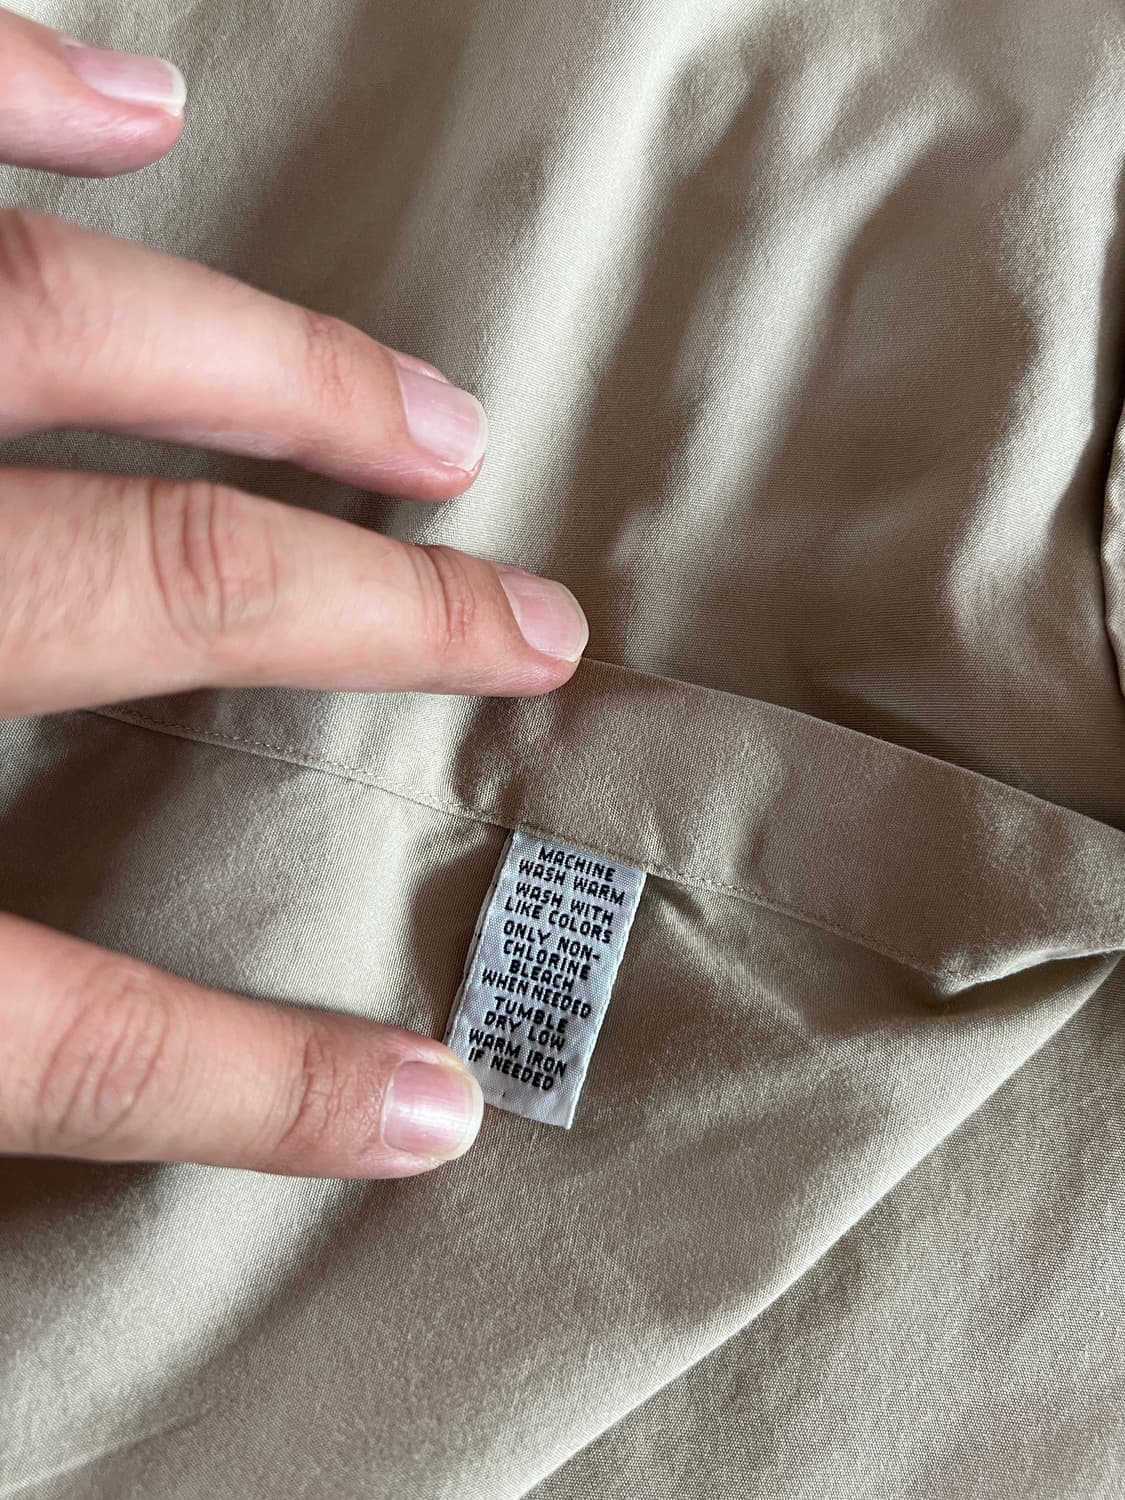 MACHINE
WASH WARM
WASH WITH
LIKE COLORS
ONLY NON-
CHLORINE
BLEACH
WHEN NEEDED
TUMBLE
DRY LOW
WARM IRON
IF NEEDED